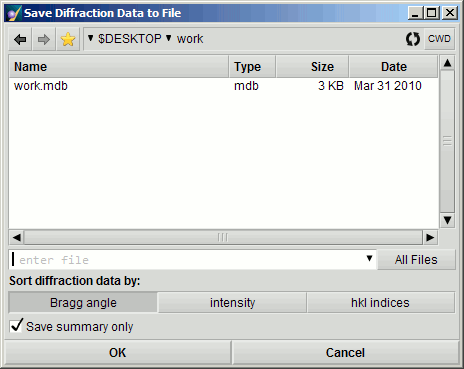 Save Diffraction Data to File
$DESKTOP work CWD
Name Type Size Date
work.mdb mdb 3 KB Mar 31 2010
enter file All Files
Sort diffraction data by:
Bragg angle intensity hkl indices
Save summary only
OK Cancel